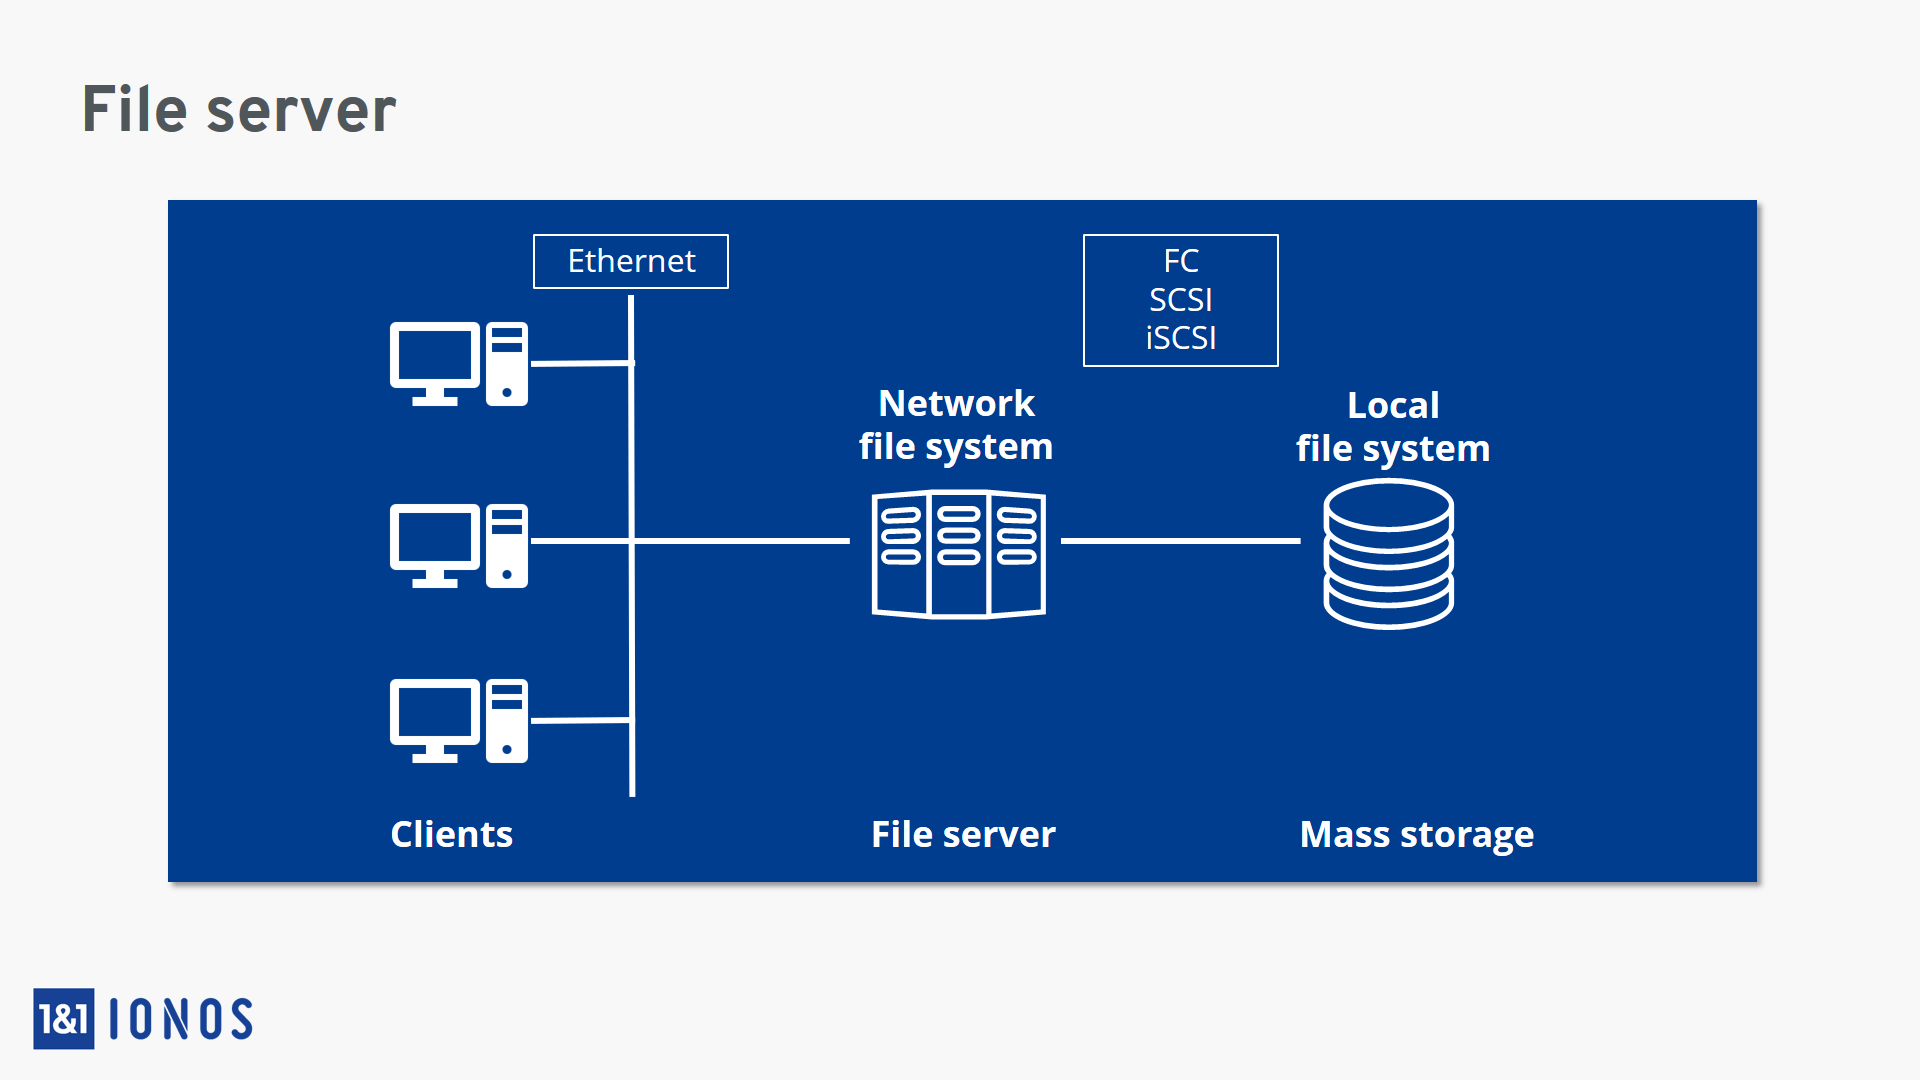 File server
Ethernet
FC
SCSI
iSCSI
Network
file system
Local
file system
Clients
File server
Mass storage
1&1 IONOS